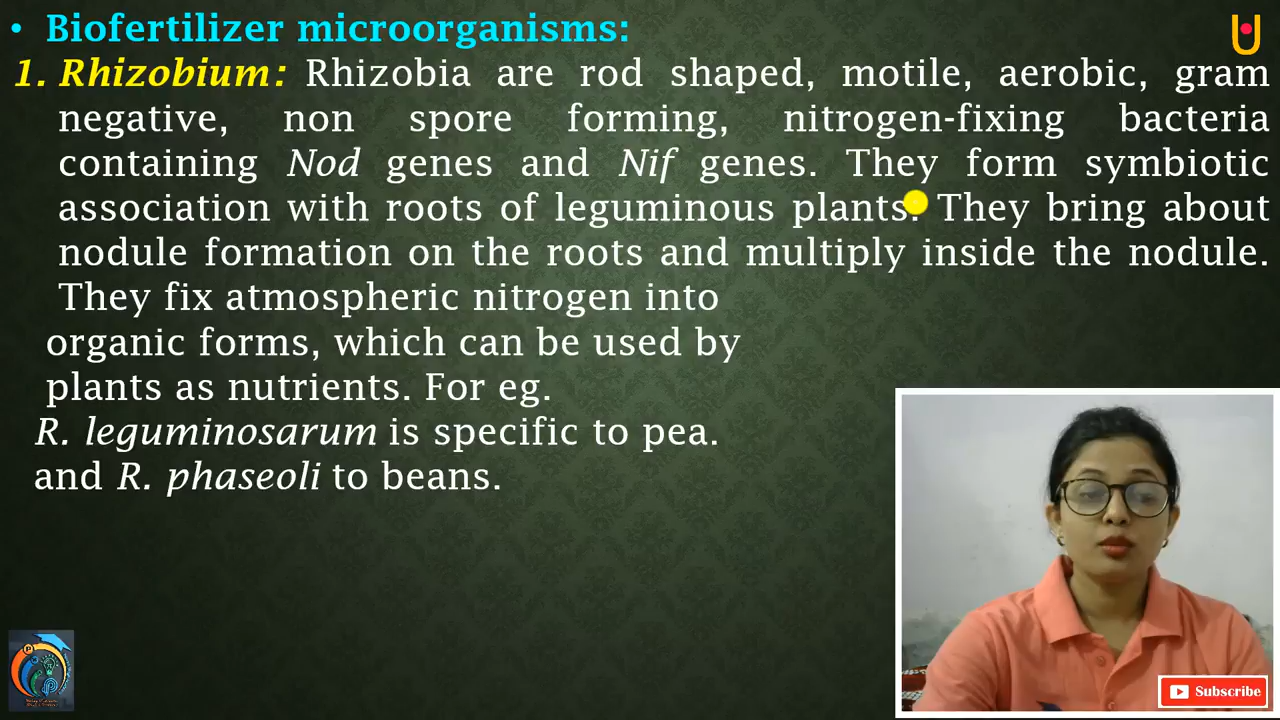 • Biofertilizer microorganisms:
1. Rhizobium: Rhizobia are rod shaped, motile, aerobic, gram
negative, non spore forming, nitrogen-fixing bacteria
containing Nod genes and Nif genes. They form symbiotic
association with roots of leguminous plants. They bring about
nodule formation on the roots and multiply inside the nodule.
They fix atmospheric nitrogen into
organic forms, which can be used by
plants as nutrients. For eg.
R. leguminosarum is specific to pea.
and R. phaseoli to beans.
Subscribe